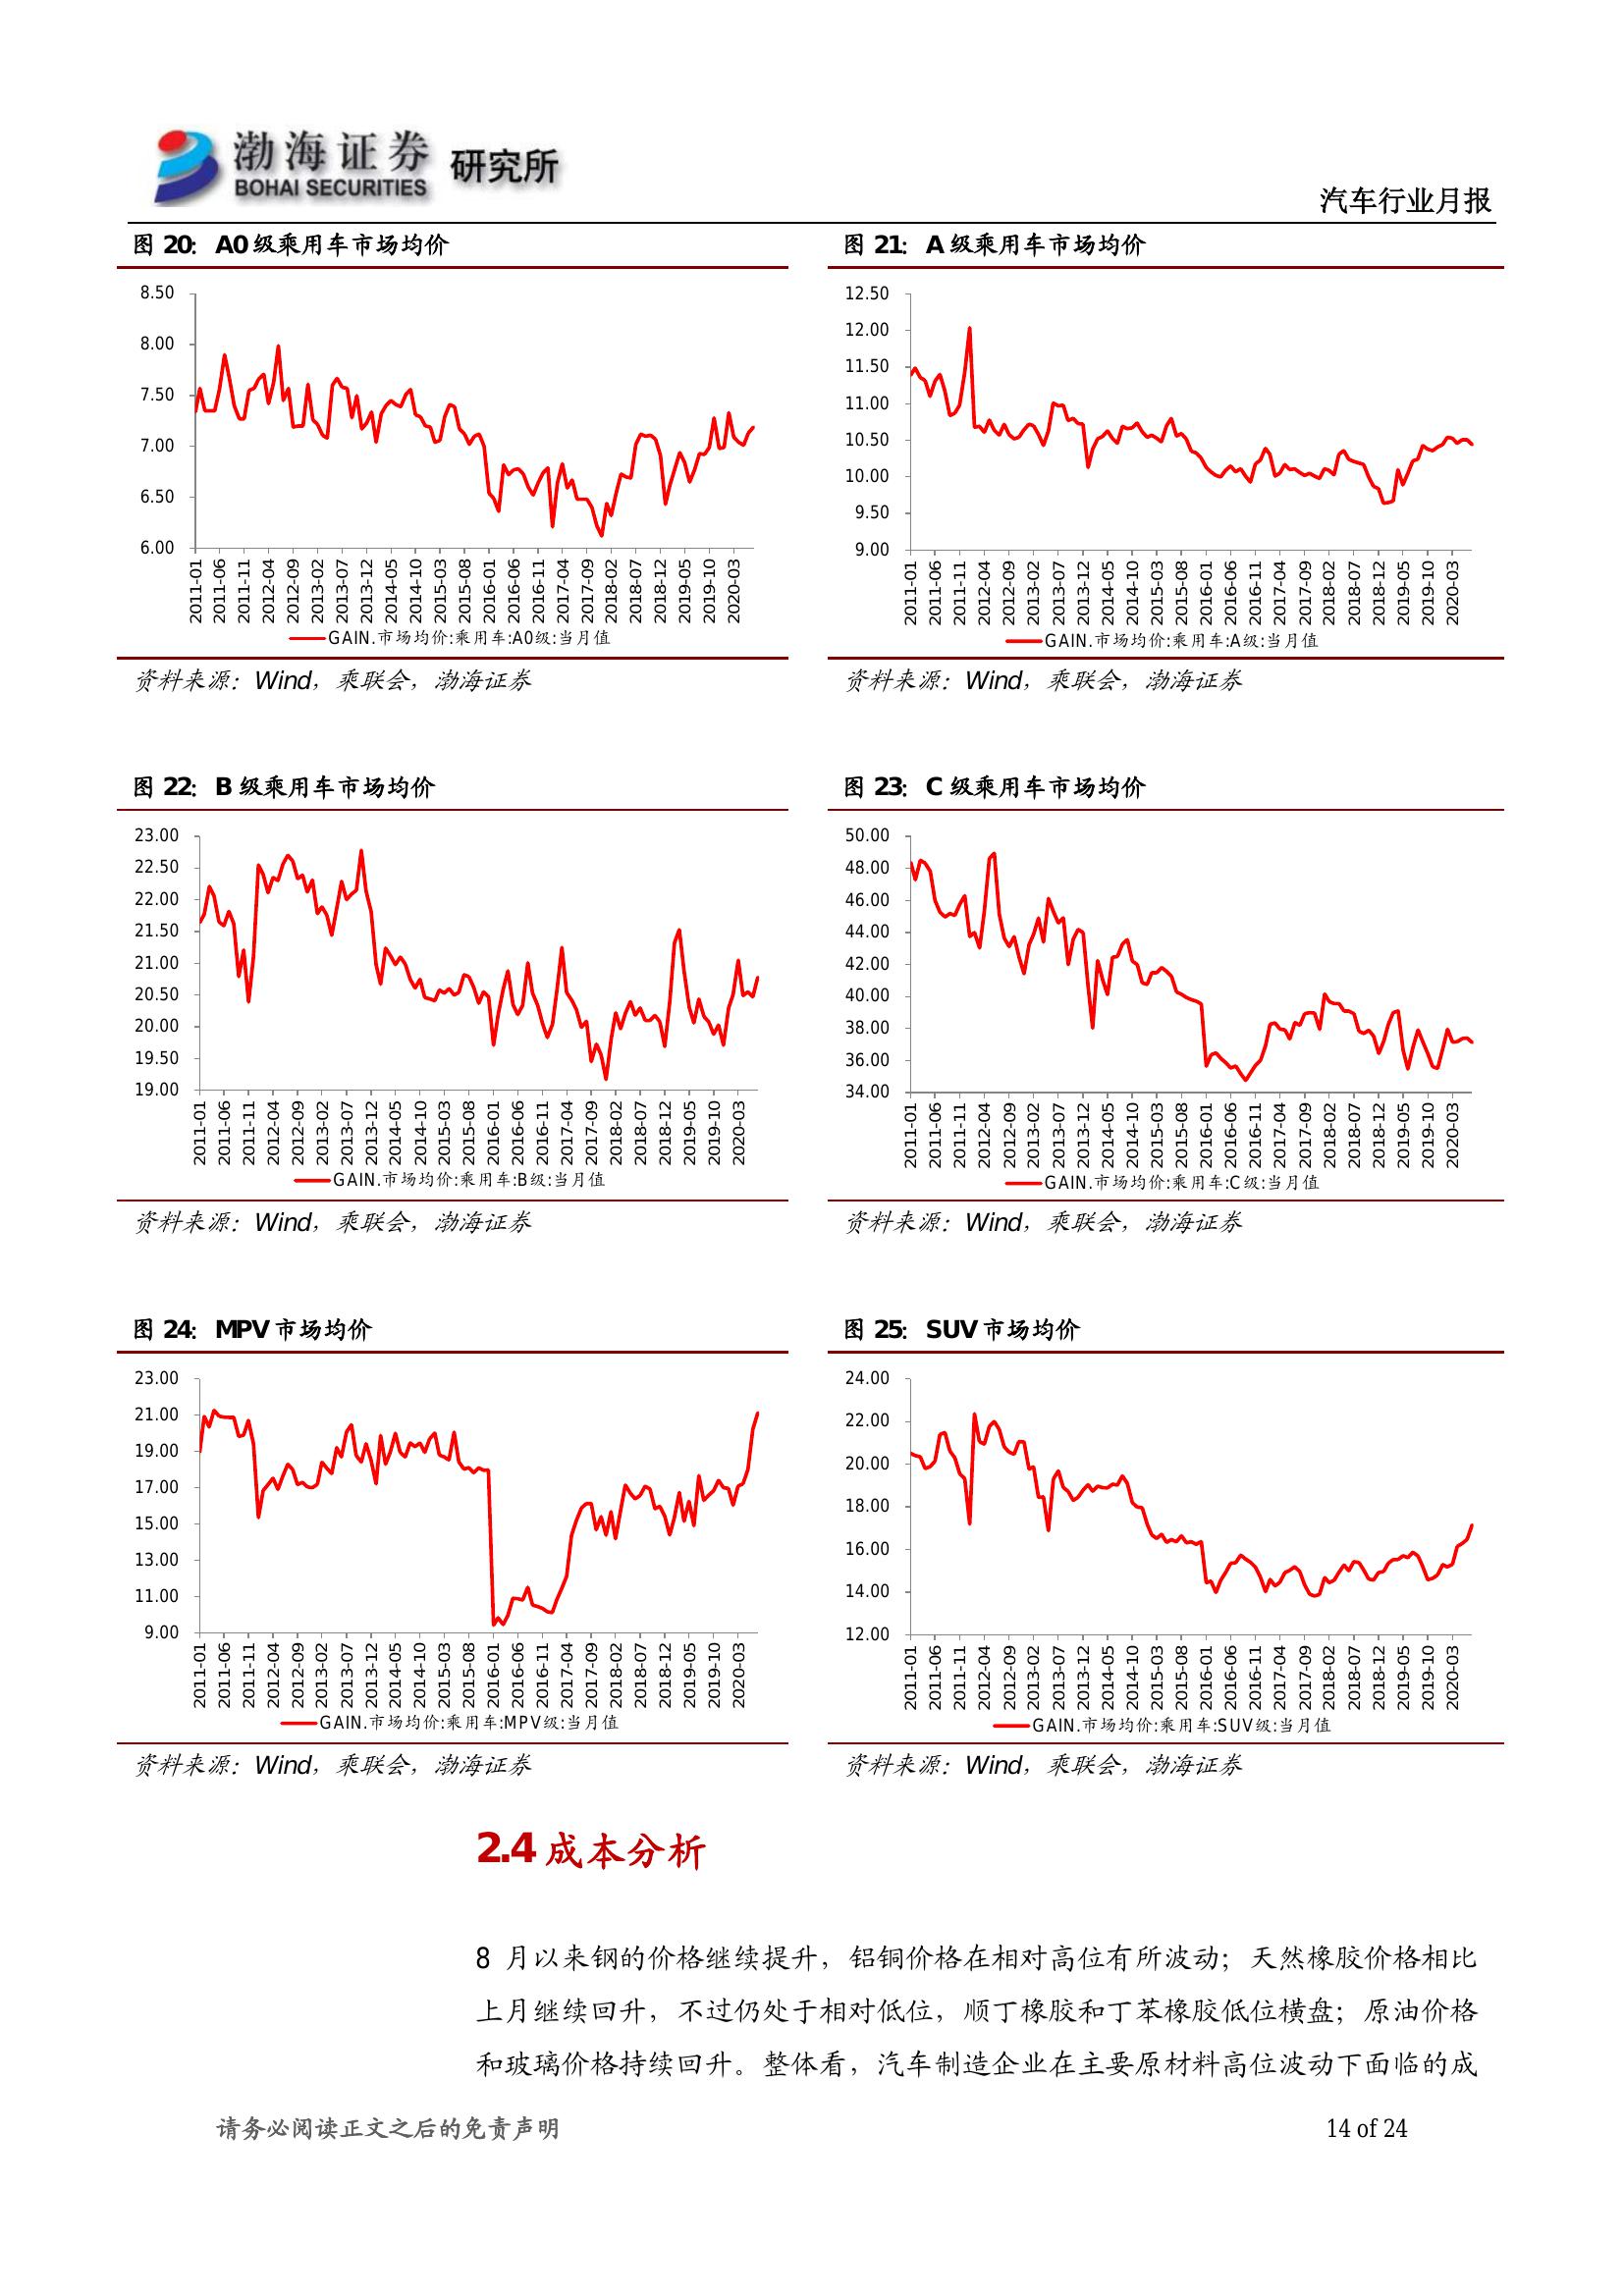 渤海证券 研究所
BOHAI SECURITIES
汽车行业月报
图 20： A0 级乘用车市场均价
8.50
8.00
7.50
7.00
6.50
6.00
2011-01 2011-06 2011-11 2012-04 2012-09 2013-02 2013-07 2013-12 2014-05 2014-10 2015-03 2015-08 2016-01 2016-06 2016-11 2017-04 2017-09 2018-02 2018-07 2018-12 2019-05 2019-10 2020-03
GAIN.市场均价:乘用车:A0级:当月值
资料来源：Wind，乘联会，渤海证券
图 21： A 级乘用车市场均价
12.50
12.00
11.50
11.00
10.50
10.00
9.50
9.00
2011-01 2011-06 2011-11 2012-04 2012-09 2013-02 2013-07 2013-12 2014-05 2014-10 2015-03 2015-08 2016-01 2016-06 2016-11 2017-04 2017-09 2018-02 2018-07 2018-12 2019-05 2019-10 2020-03
GAIN.市场均价:乘用车:A级:当月值
资料来源：Wind，乘联会，渤海证券
图 22： B 级乘用车市场均价
23.00
22.50
22.00
21.50
21.00
20.50
20.00
19.50
19.00
2011-01 2011-06 2011-11 2012-04 2012-09 2013-02 2013-07 2013-12 2014-05 2014-10 2015-03 2015-08 2016-01 2016-06 2016-11 2017-04 2017-09 2018-02 2018-07 2018-12 2019-05 2019-10 2020-03
GAIN.市场均价:乘用车:B级:当月值
资料来源：Wind，乘联会，渤海证券
图 23： C 级乘用车市场均价
50.00
48.00
46.00
44.00
42.00
40.00
38.00
36.00
34.00
2011-01 2011-06 2011-11 2012-04 2012-09 2013-02 2013-07 2013-12 2014-05 2014-10 2015-03 2015-08 2016-01 2016-06 2016-11 2017-04 2017-09 2018-02 2018-07 2018-12 2019-05 2019-10 2020-03
GAIN.市场均价:乘用车:C级:当月值
资料来源：Wind，乘联会，渤海证券
图 24： MPV 市场均价
23.00
21.00
19.00
17.00
15.00
13.00
11.00
9.00
2011-01 2011-06 2011-11 2012-04 2012-09 2013-02 2013-07 2013-12 2014-05 2014-10 2015-03 2015-08 2016-01 2016-06 2016-11 2017-04 2017-09 2018-02 2018-07 2018-12 2019-05 2019-10 2020-03
GAIN.市场均价:乘用车:MPV级:当月值
资料来源：Wind，乘联会，渤海证券
图 25： SUV 市场均价
24.00
22.00
20.00
18.00
16.00
14.00
12.00
2011-01 2011-06 2011-11 2012-04 2012-09 2013-02 2013-07 2013-12 2014-05 2014-10 2015-03 2015-08 2016-01 2016-06 2016-11 2017-04 2017-09 2018-02 2018-07 2018-12 2019-05 2019-10 2020-03
GAIN.市场均价:乘用车:SUV级:当月值
资料来源：Wind，乘联会，渤海证券
2.4 成本分析
8 月以来钢的价格继续提升，铝铜价格在相对高位有所波动；天然橡胶价格相比
上月继续回升，不过仍处于相对低位，顺丁橡胶和丁苯橡胶低位横盘；原油价格
和玻璃价格持续回升。整体看，汽车制造企业在主要原材料高位波动下面临的成
请务必阅读正文之后的免责声明
14 of 24